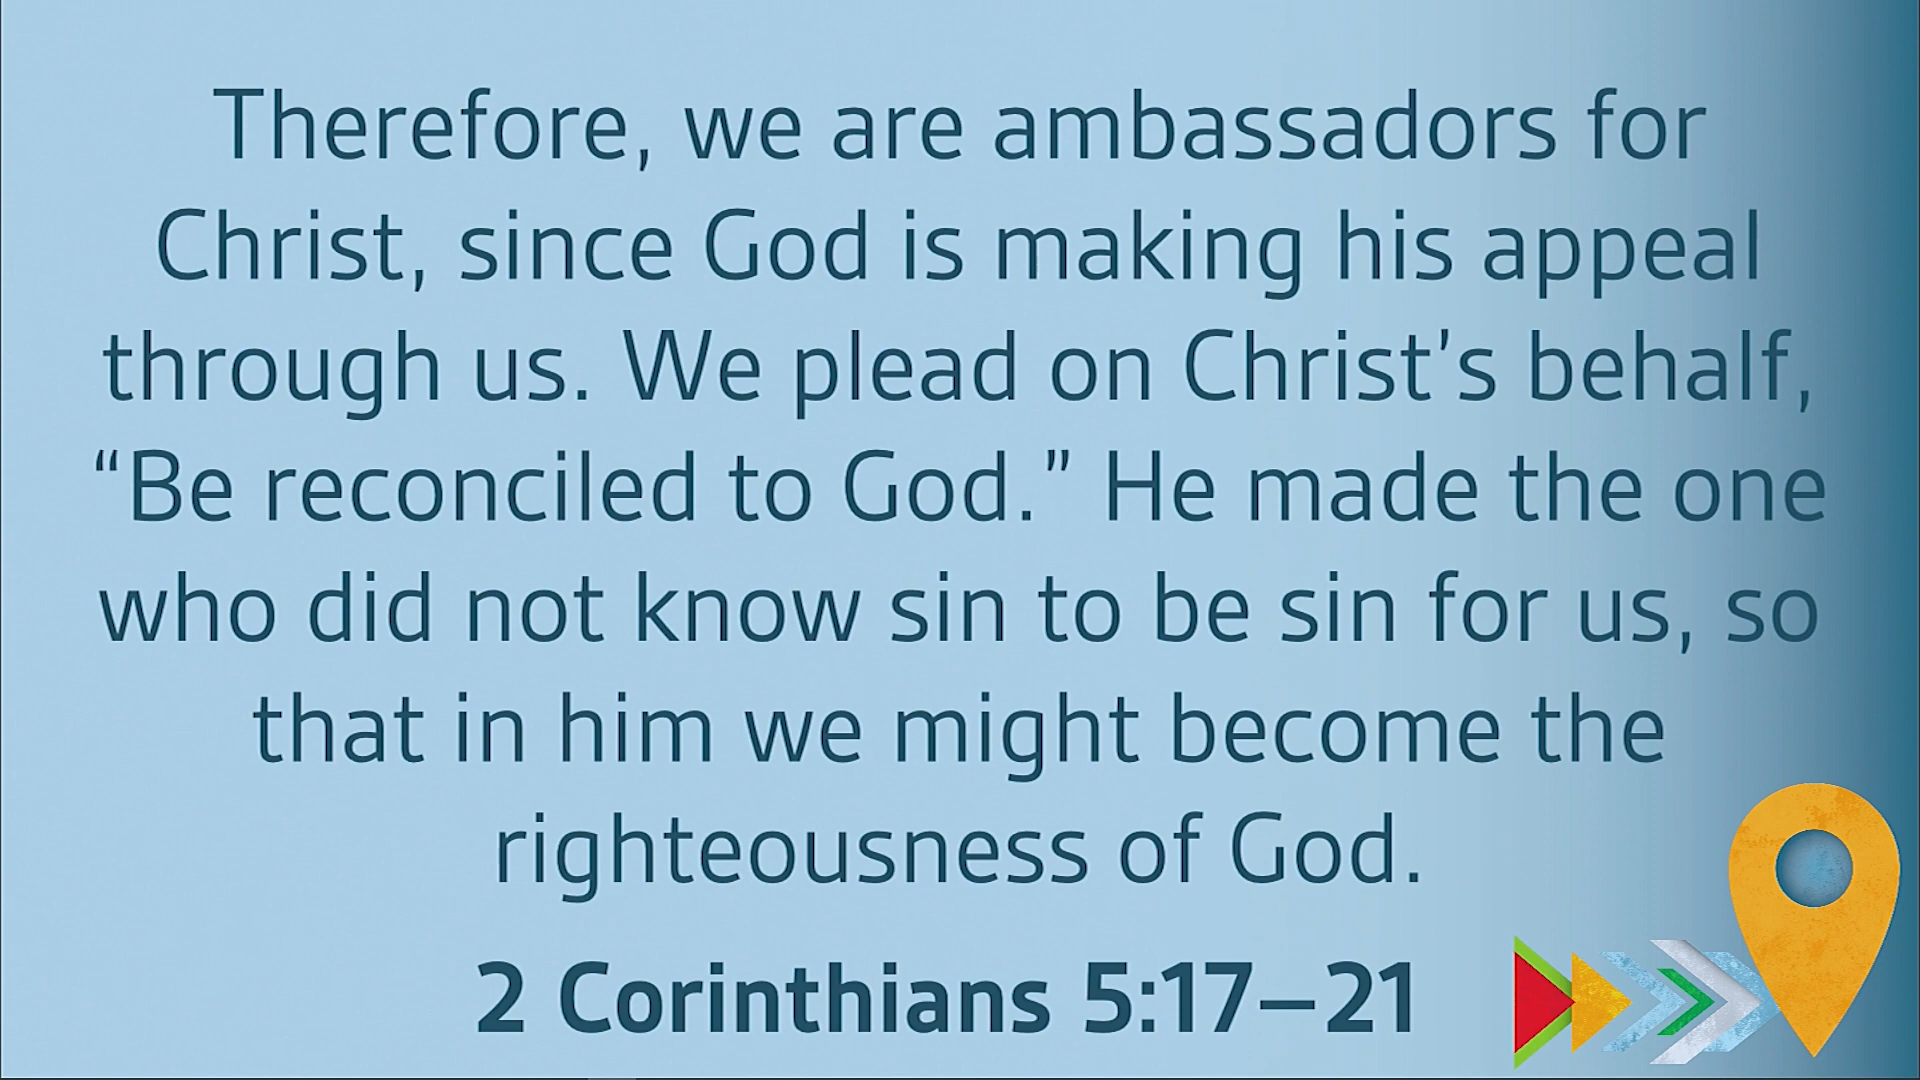 Therefore, we are ambassadors for
Christ, since God is making his appeal
through us. We plead on Christ’s behalf,
“Be reconciled to God.” He made the one
who did not know sin to be sin for us, so
that in him we might become the
righteousness of God.
2 Corinthians 5:17–21